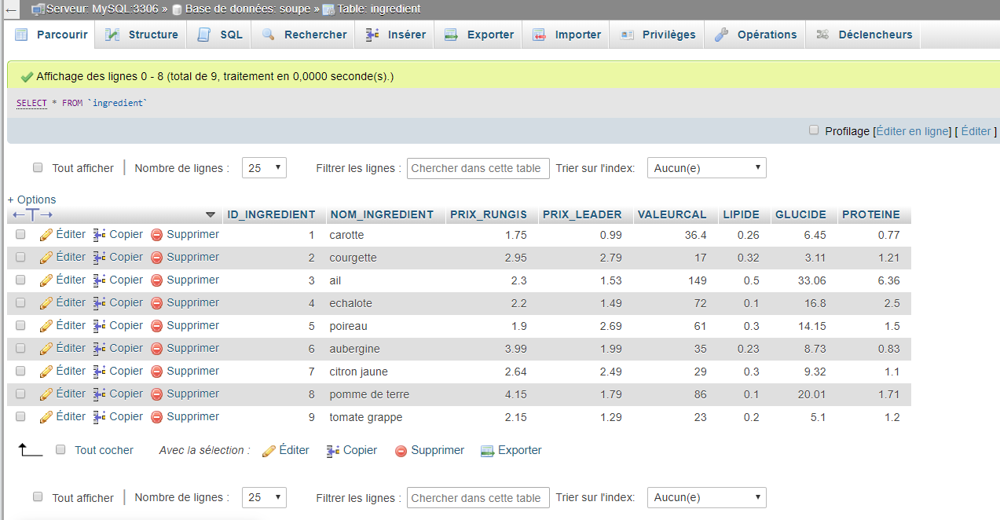 ← Serveur: MySQL:3306 » Base de données: soupe » Table: ingredient
Parcourir Structure SQL Rechercher Insérer Exporter Importer Privilèges Opérations Déclencheurs
Affichage des lignes 0 - 8 (total de 9, traitement en 0,0000 seconde(s).)
SELECT * FROM `ingredient`
Profilage [Éditer en ligne] [ Éditer ]
Tout afficher | Nombre de lignes : 25 Filtrer les lignes : Chercher dans cette table Trier sur l'index: Aucun(e)
+ Options
←T→ ID_INGREDIENT NOM_INGREDIENT PRIX_RUNGIS PRIX_LEADER VALEURCAL LIPIDE GLUCIDE PROTEINE
Éditer Copier Supprimer 1 carotte 1.75 0.99 36.4 0.26 6.45 0.77
Éditer Copier Supprimer 2 courgette 2.95 2.79 17 0.32 3.11 1.21
Éditer Copier Supprimer 3 ail 2.3 1.53 149 0.5 33.06 6.36
Éditer Copier Supprimer 4 echalote 2.2 1.49 72 0.1 16.8 2.5
Éditer Copier Supprimer 5 poireau 1.9 2.69 61 0.3 14.15 1.5
Éditer Copier Supprimer 6 aubergine 3.99 1.99 35 0.23 8.73 0.83
Éditer Copier Supprimer 7 citron jaune 2.64 2.49 29 0.3 9.32 1.1
Éditer Copier Supprimer 8 pomme de terre 4.15 1.79 86 0.1 20.01 1.71
Éditer Copier Supprimer 9 tomate grappe 2.15 1.29 23 0.2 5.1 1.2
Tout cocher Avec la sélection : Éditer Copier Supprimer Exporter
Tout afficher | Nombre de lignes : 25 Filtrer les lignes : Chercher dans cette table Trier sur l'index: Aucun(e)